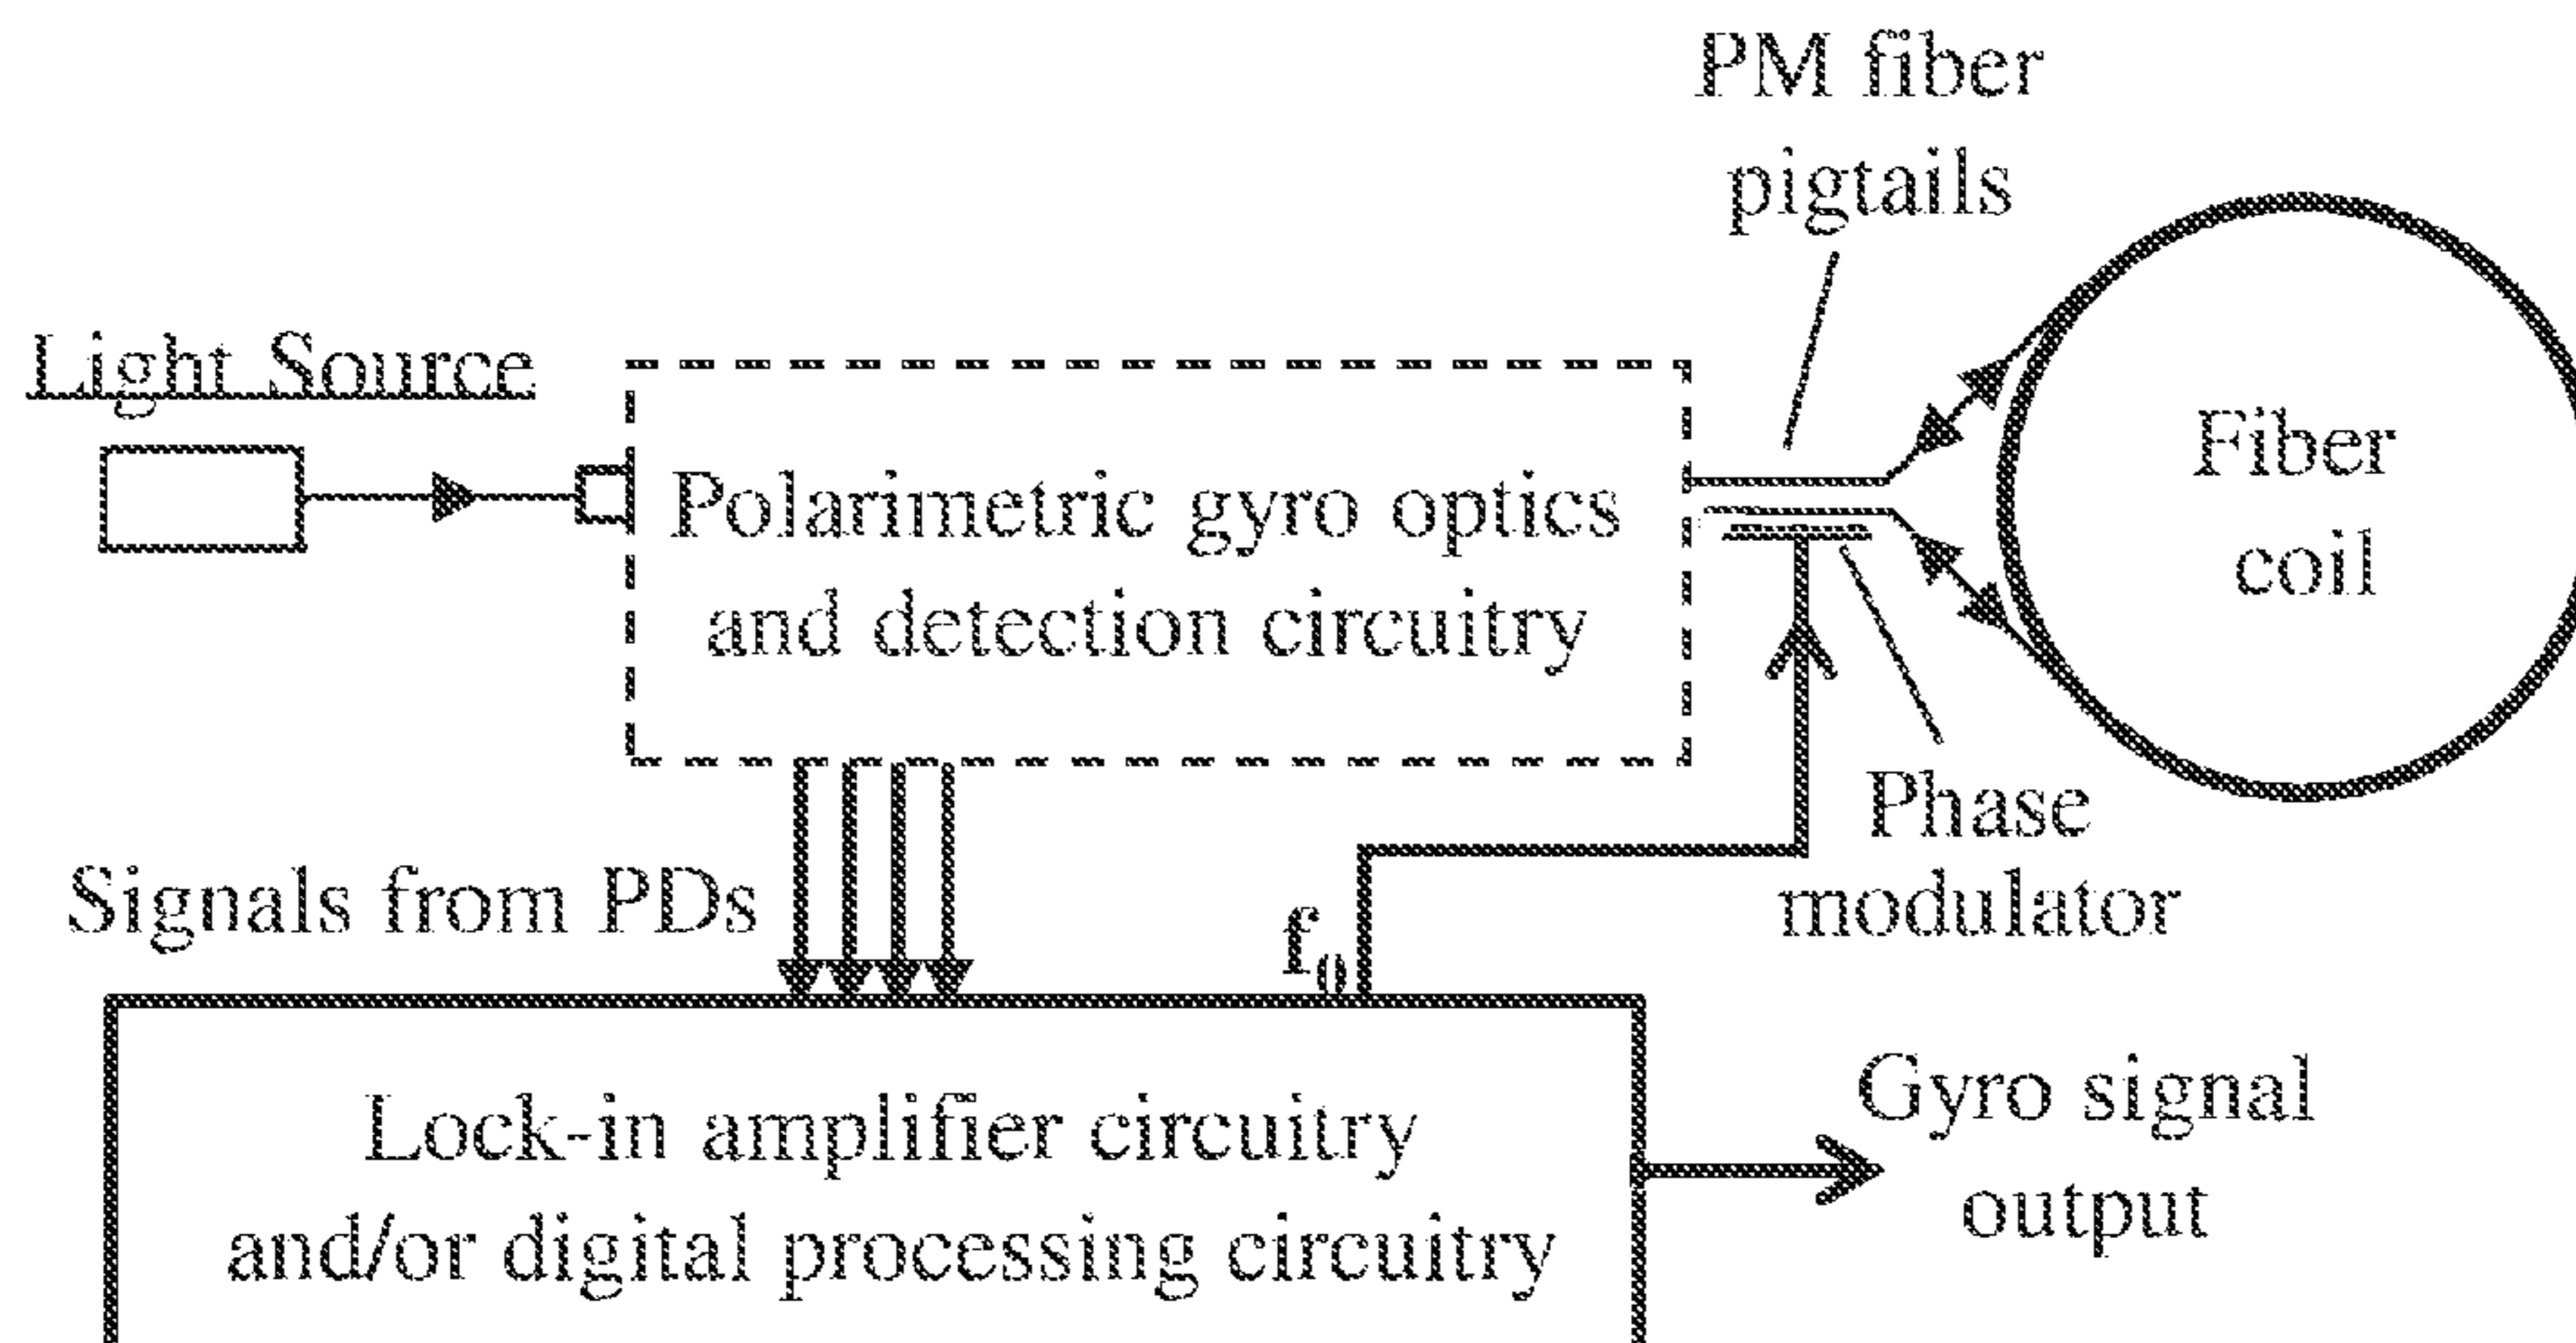 PM fiber
pigtails
Light Source
Fiber
coil
Polarimetric gyro optics
and detection circuitry
Phase
modulator
Signals from PDs
f₀
Gyro signal
output
Lock-in amplifier circuitry
and/or digital processing circuitry